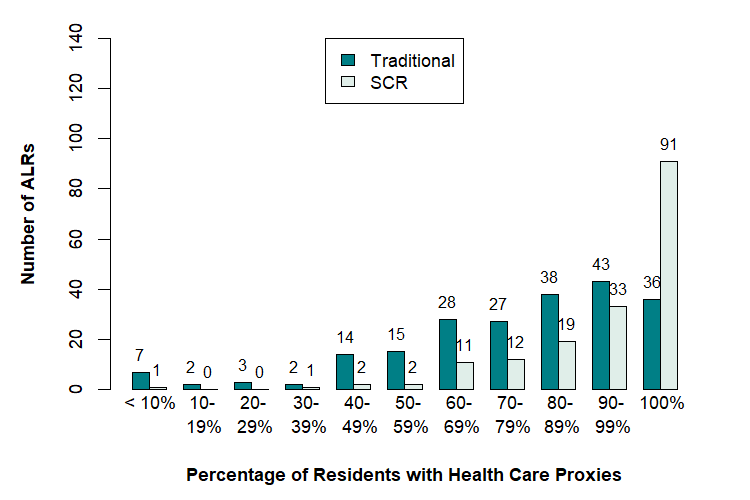 140
120
100
80
60
40
20
0
Number of ALRs
Traditional
SCR
7 1 2 0 3 0 2 1 14 2 15 2 28 11 27 12 38 19 43 33 36 91
< 10% 10- 20- 30- 40- 50- 60- 70- 80- 90- 100%
19% 29% 39% 49% 59% 69% 79% 89% 99%
Percentage of Residents with Health Care Proxies